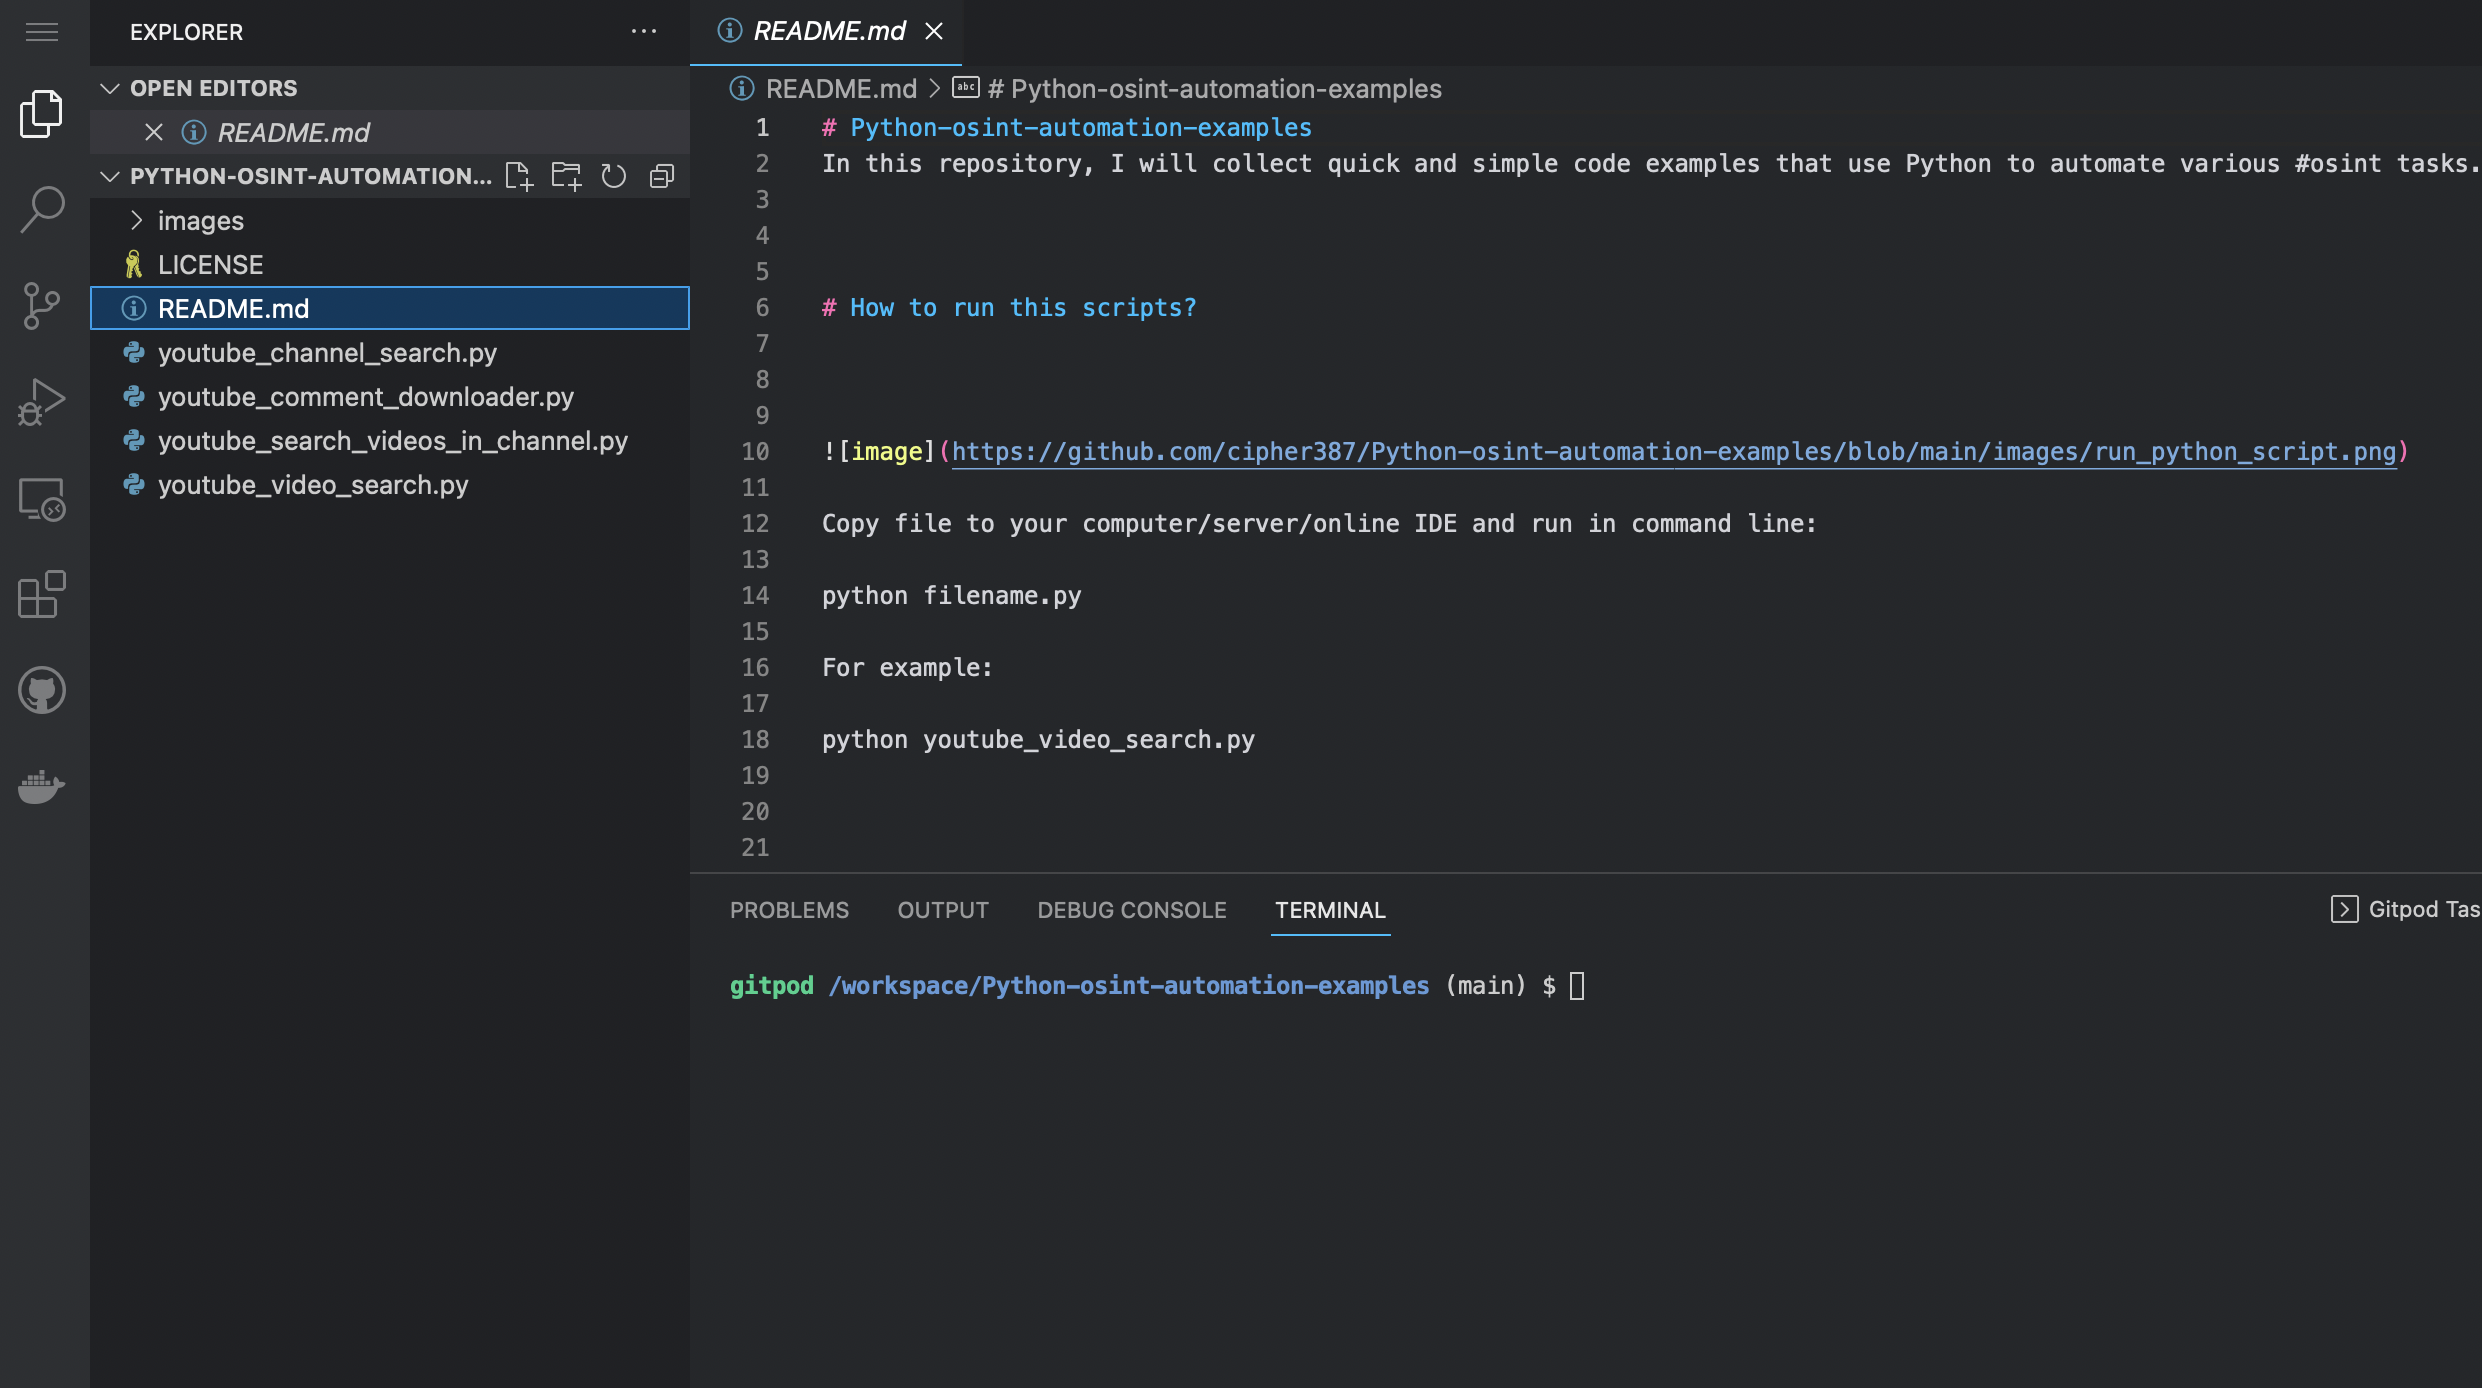 EXPLORER
OPEN EDITORS
README.md
PYTHON-OSINT-AUTOMATION...
images
LICENSE
README.md
youtube_channel_search.py
youtube_comment_downloader.py
youtube_search_videos_in_channel.py
youtube_video_search.py
README.md
README.md > abc # Python-osint-automation-examples
1 # Python-osint-automation-examples
2 In this repository, I will collect quick and simple code examples that use Python to automate various #osint tasks.
3
4
5
6 # How to run this scripts?
7
8
9
10 ![image](https://github.com/cipher387/Python-osint-automation-examples/blob/main/images/run_python_script.png)
11
12 Copy file to your computer/server/online IDE and run in command line:
13
14 python filename.py
15
16 For example:
17
18 python youtube_video_search.py
19
20
21
PROBLEMS OUTPUT DEBUG CONSOLE TERMINAL Gitpod Tas
gitpod /workspace/Python-osint-automation-examples (main) $